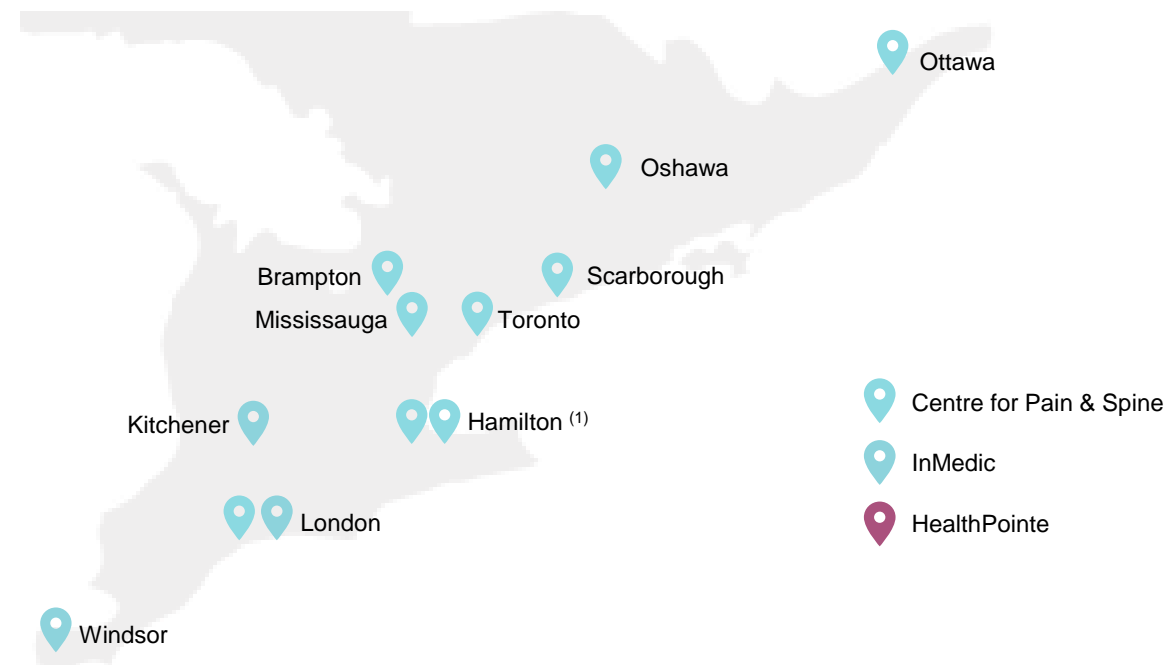 Ottawa
Oshawa
Brampton
Scarborough
Mississauga
Toronto
Kitchener
Hamilton (1)
London
Windsor
Centre for Pain & Spine
InMedic
HealthPointe